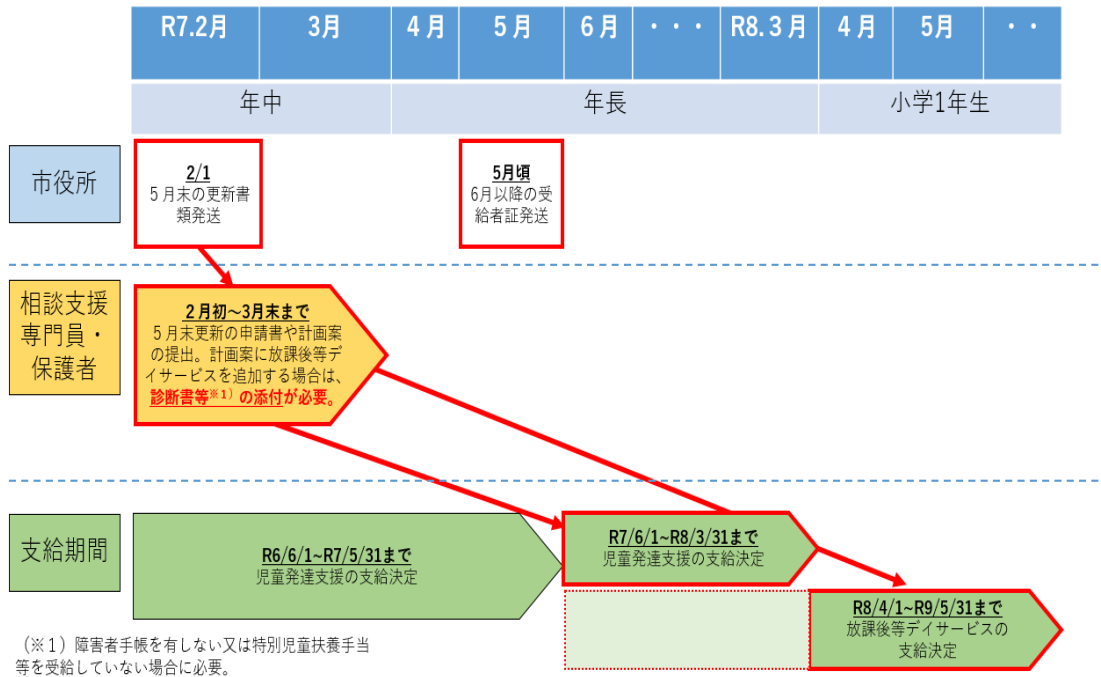 R7.2月 3月 4月 5月 6月 ・・・ R8.3月 4月 5月 ・・
年中 年長 小学1年生
市役所
2/1
５月末の更新書
類発送
5月頃
6月以降の受
給者証発送
相談支援
専門員・
保護者
２月初～3月末まで
５月末更新の申請書や計画案
の提出。計画案に放課後等デ
イサービスを追加する場合は、
診断書等※1）の添付が必要。
支給期間
R6/6/1~R7/5/31まで
児童発達支援の支給決定
R7/6/1~R8/3/31まで
児童発達支援の支給決定
R8/4/1~R9/5/31まで
放課後等デイサービスの
支給決定
（※１）障害者手帳を有しない又は特別児童扶養手当
等を受給していない場合に必要。